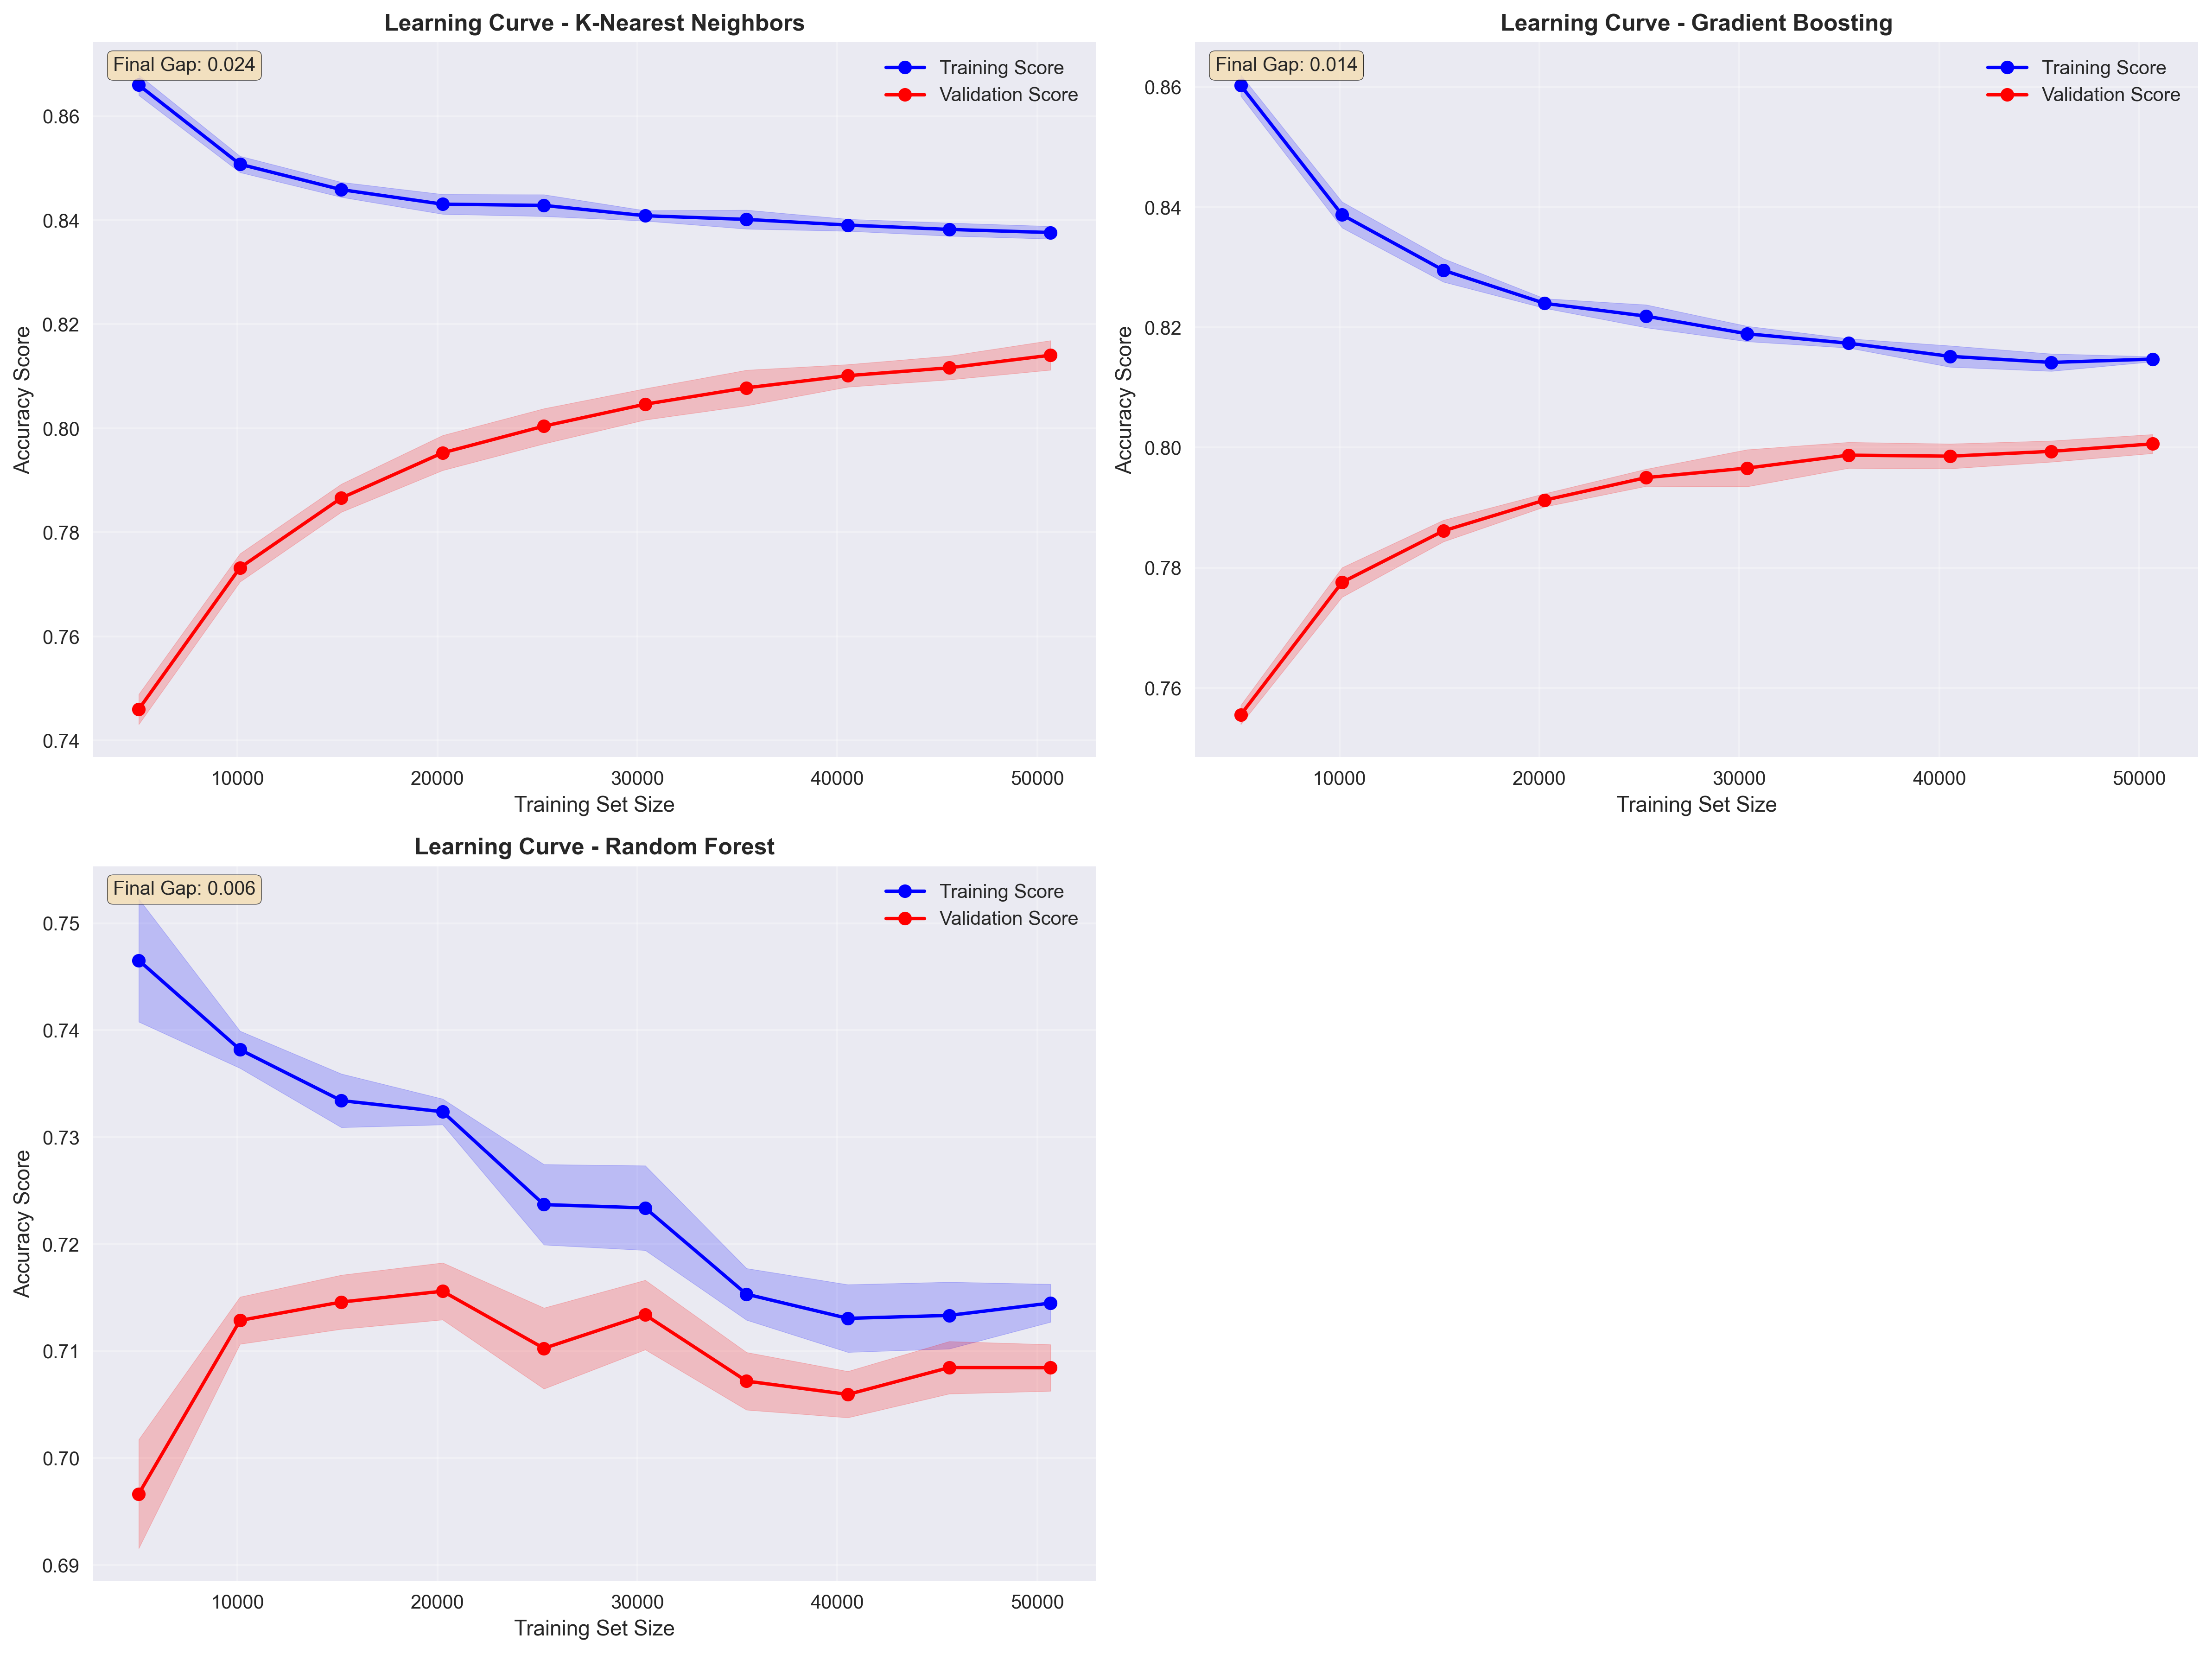 Learning Curve - K-Nearest Neighbors
Final Gap: 0.024
Training Score
Validation Score
0.86
0.84
0.82
0.80
0.78
0.76
0.74
Accuracy Score
10000 20000 30000 40000 50000
Training Set Size
Learning Curve - Gradient Boosting
Final Gap: 0.014
Training Score
Validation Score
0.86
0.84
0.82
0.80
0.78
0.76
Accuracy Score
10000 20000 30000 40000 50000
Training Set Size
Learning Curve - Random Forest
Final Gap: 0.006
Training Score
Validation Score
0.75
0.74
0.73
0.72
0.71
0.70
0.69
Accuracy Score
10000 20000 30000 40000 50000
Training Set Size